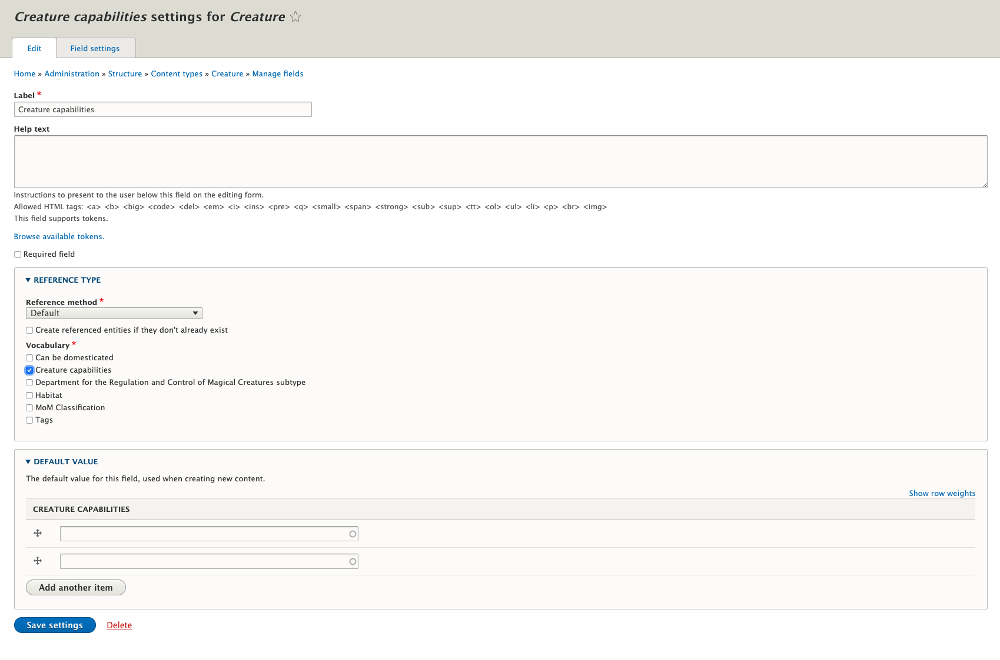 Creature capabilities settings for Creature
Edit
Field settings
Home » Administration » Structure » Content types » Creature » Manage fields
Label *
Creature capabilities
Help text
Instructions to present to the user below this field on the editing form.
Allowed HTML tags: <a> <b> <big> <code> <del> <em> <i> <ins> <pre> <q> <small> <span> <strong> <sub> <sup> <tt> <ol> <ul> <li> <p> <br> <img>
This field supports tokens.
Browse available tokens.
Required field
REFERENCE TYPE
Reference method *
Default
Create referenced entities if they don't already exist
Vocabulary *
Can be domesticated
Creature capabilities
Department for the Regulation and Control of Magical Creatures subtype
Habitat
MoM Classification
Tags
DEFAULT VALUE
The default value for this field, used when creating new content.
Show row weights
CREATURE CAPABILITIES
Add another item
Save settings
Delete